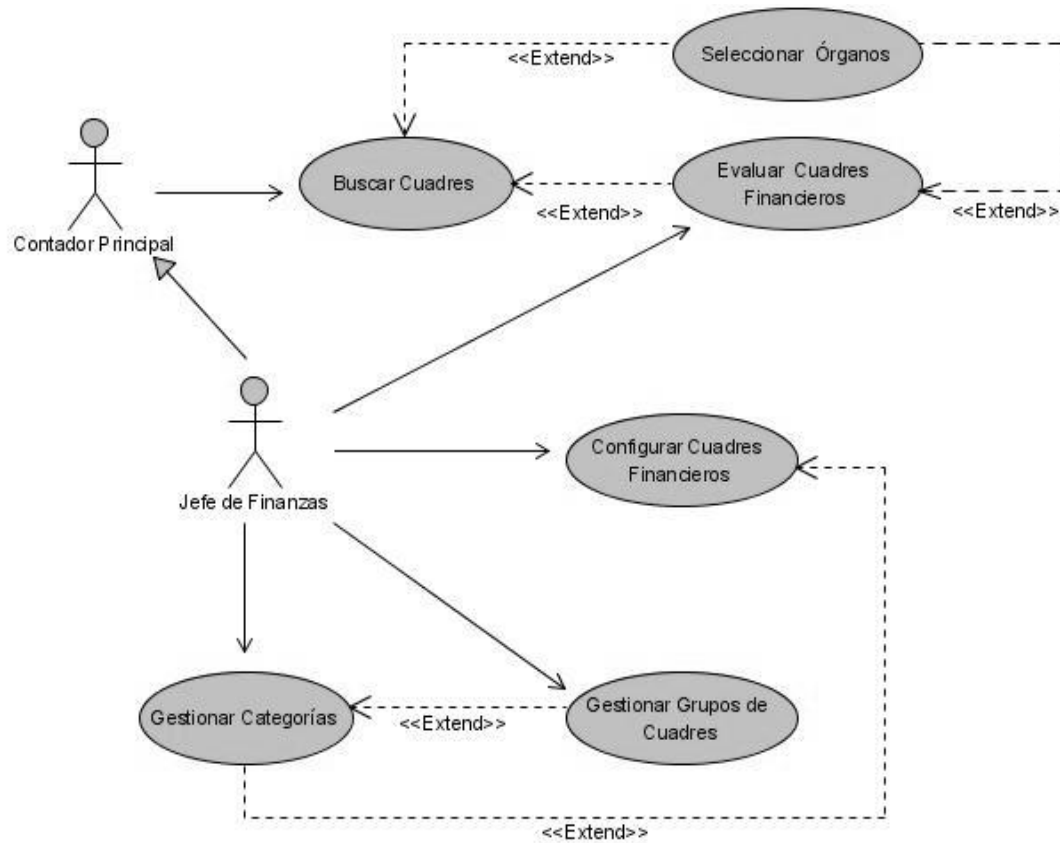 Seleccionar Órganos
<<Extend>>
Buscar Cuadres
Evaluar Cuadres
Financieros
<<Extend>>
<<Extend>>
Contador Principal
Configurar Cuadres
Financieros
Jefe de Finanzas
Gestionar Categorías
<<Extend>>
Gestionar Grupos de
Cuadres
<<Extend>>